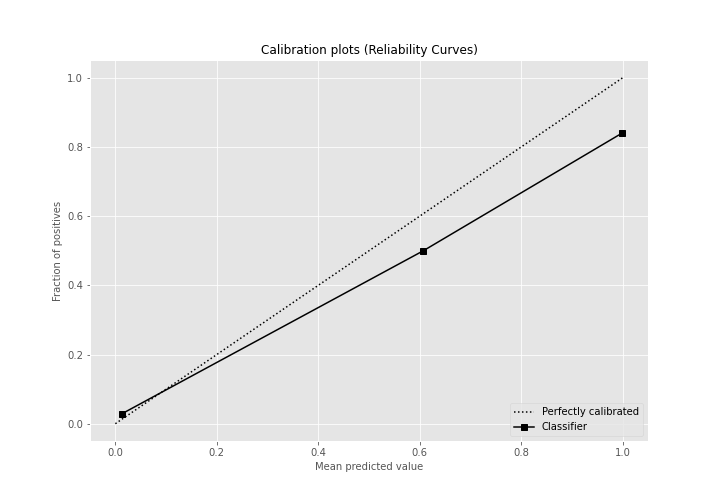 Calibration plots (Reliability Curves)
1.0
0.8
0.6
0.4
0.2
0.0
Fraction of positives
Perfectly calibrated
Classifier
0.0 0.2 0.4 0.6 0.8 1.0
Mean predicted value